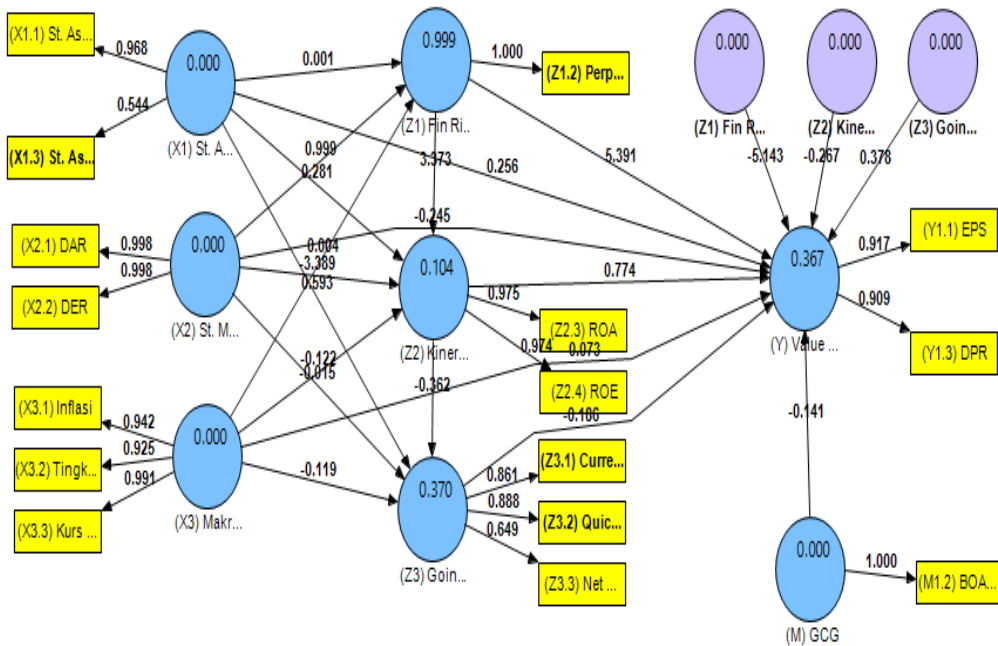 (X1.1) St. As...
0.968
0.000
0.544
(X1.3) St. As...
(X1) St. A...
0.001
0.999
1.000
(Z1.2) Perp...
(Z1) Fin Ri...
0.000
0.000
0.000
(Z1) Fin R...
(Z2) Kine...
(Z3) Goin...
-5.143
-0.267
0.378
0.999
0.281
3.373
0.256
5.391
-0.245
(X2.1) DAR
0.998
0.000
0.998
(X2.2) DER
(X2) St. M...
0.004
-3.389
0.593
0.104
0.774
0.975
(Z2.3) ROA
(Z2) Kiner...
0.974
0.073
(Z2.4) ROE
0.367
(Y) Value ...
0.917
(Y1.1) EPS
0.909
(Y1.3) DPR
-0.122
-0.015
-0.362
-0.186
-0.141
(X3.1) Inflasi
0.942
0.000
(X3.2) Tingk...
0.925
0.991
(X3.3) Kurs ...
(X3) Makr...
-0.119
0.370
(Z3) Goin...
0.861
(Z3.1) Curre...
0.888
(Z3.2) Quic...
0.649
(Z3.3) Net ...
0.000
1.000
(M1.2) BOA...
(M) GCG